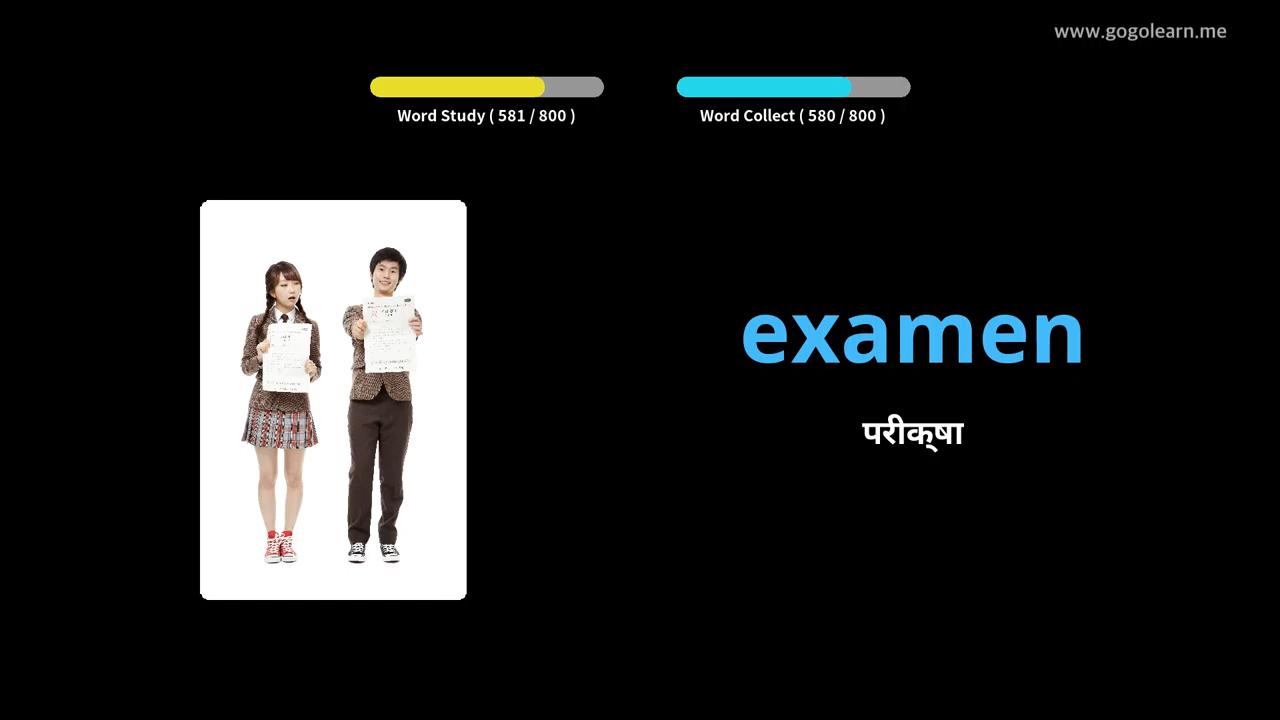 www.gogolearn.me
Word Study ( 581 / 800 )
Word Collect ( 580 / 800 )
examen
परीक्षा